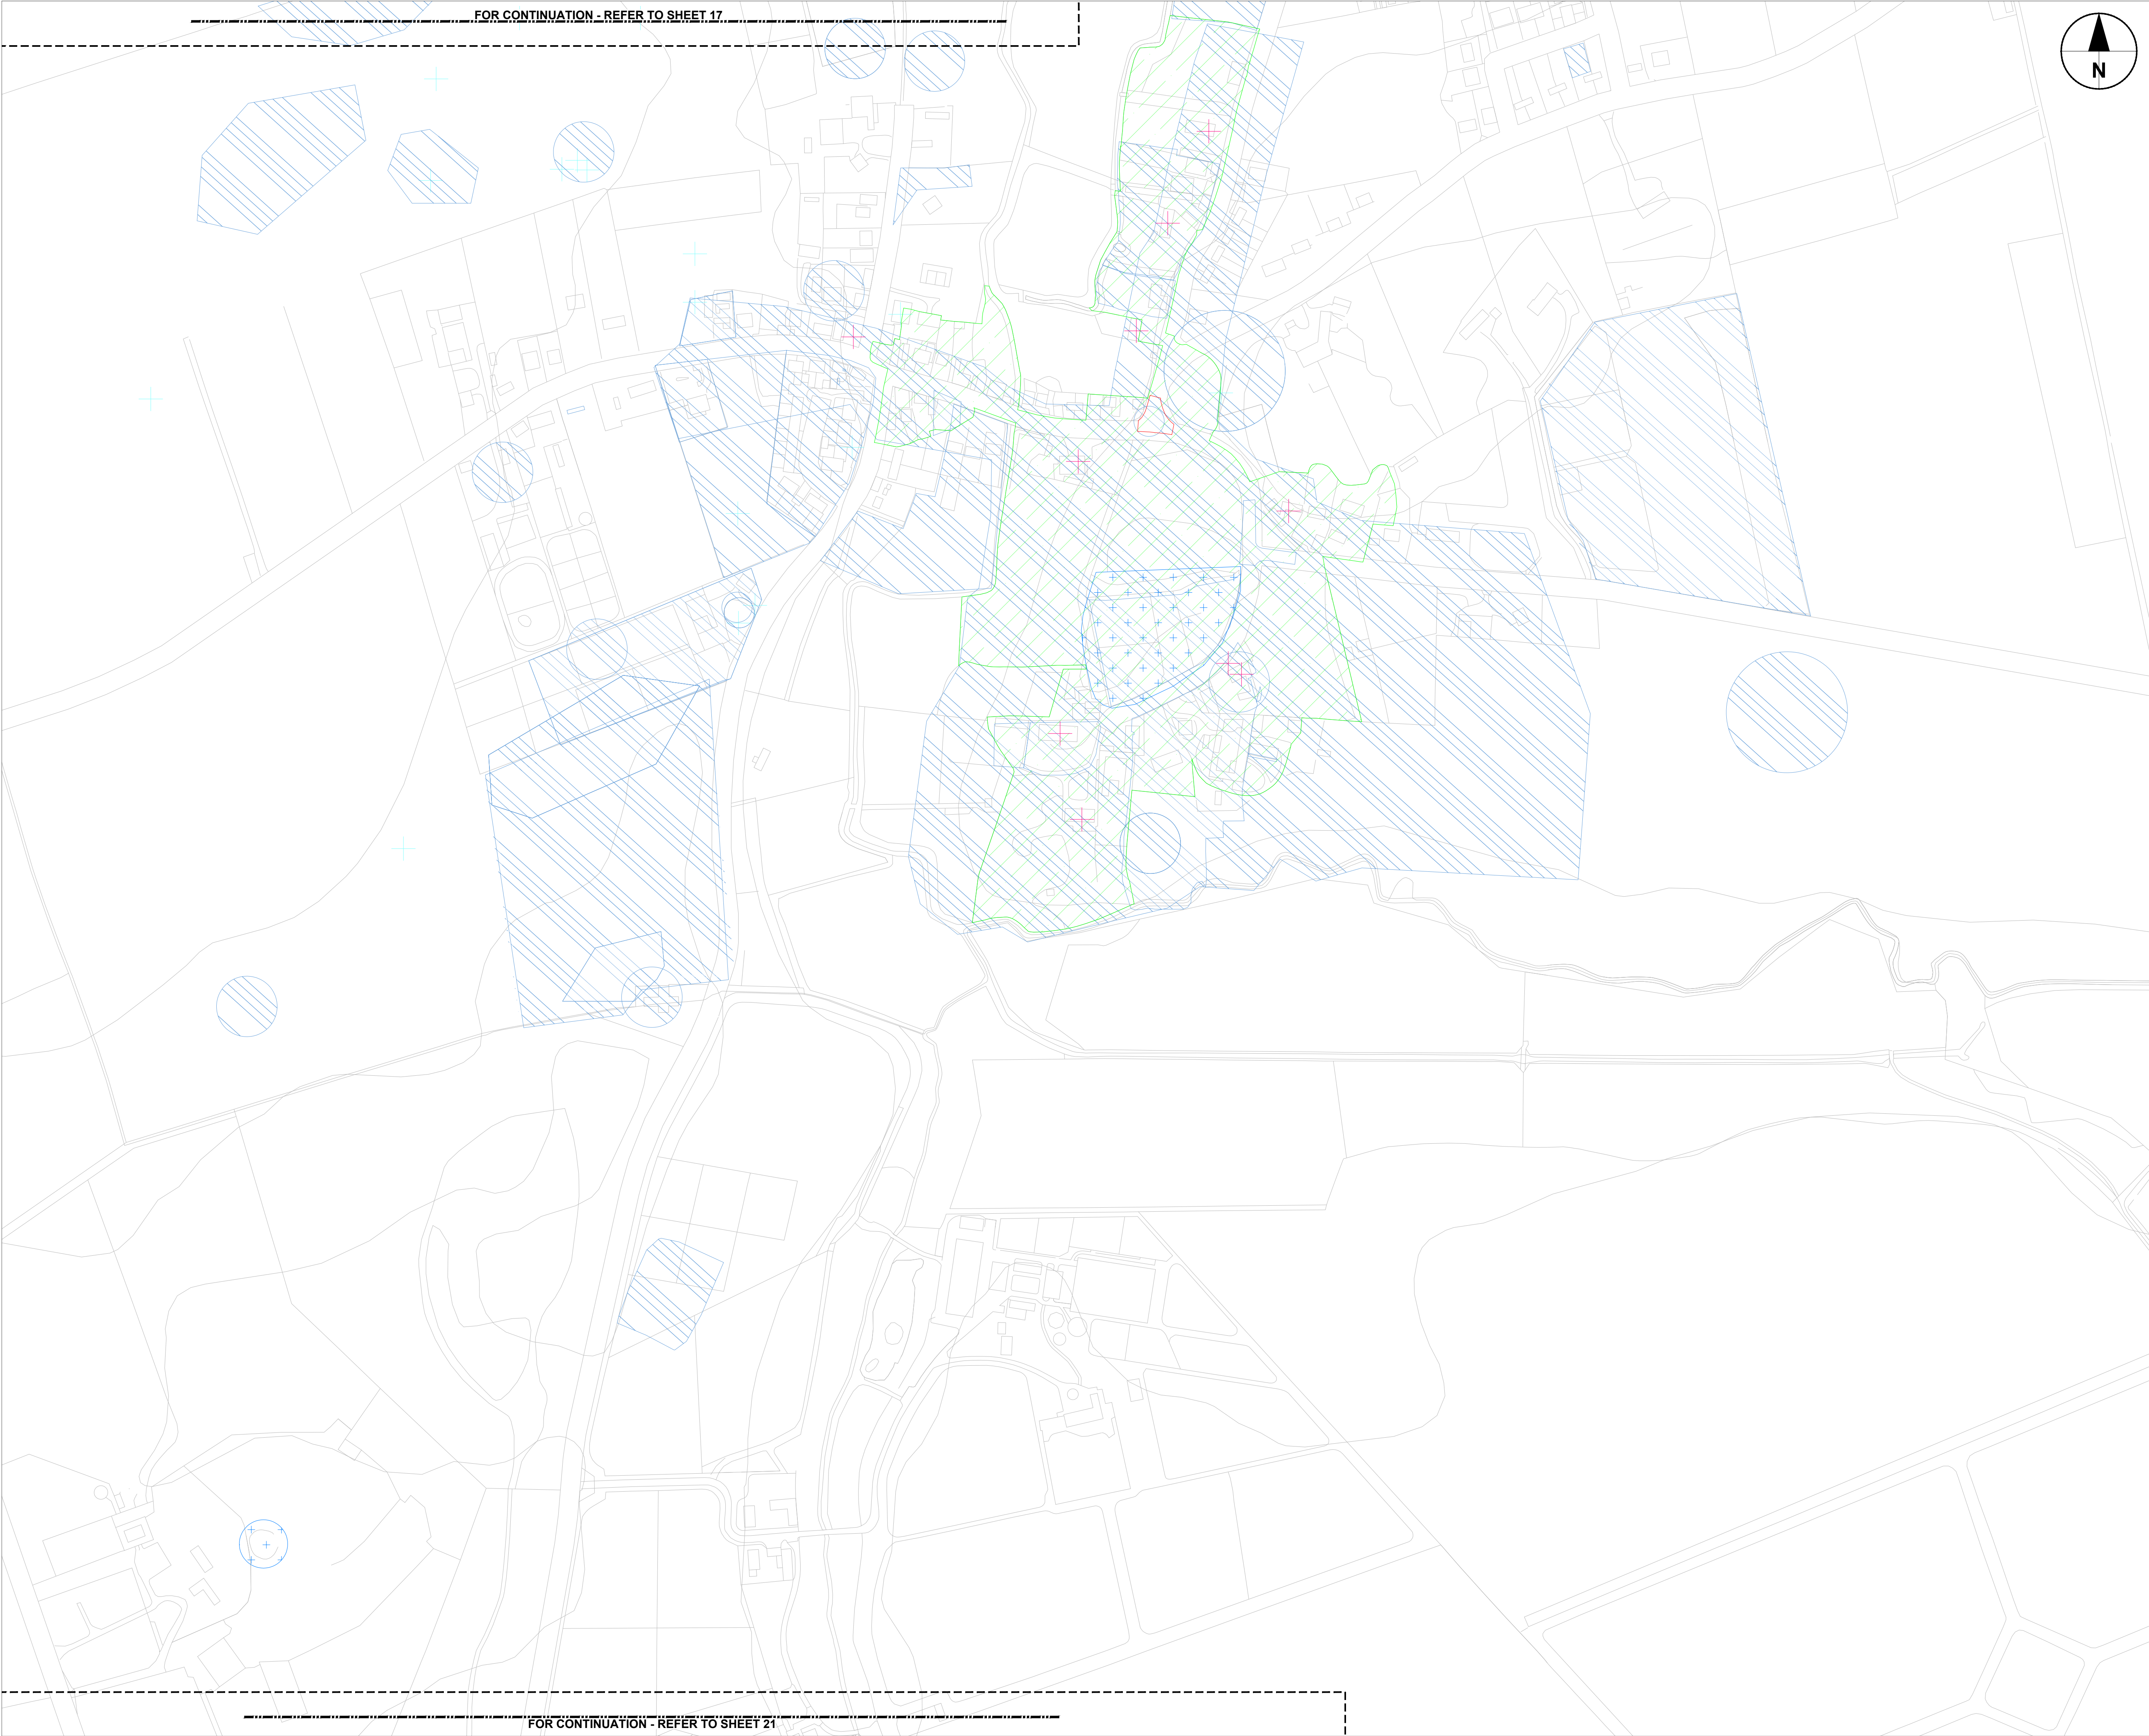 FOR CONTINUATION - REFER TO SHEET 17
N
FOR CONTINUATION - REFER TO SHEET 21